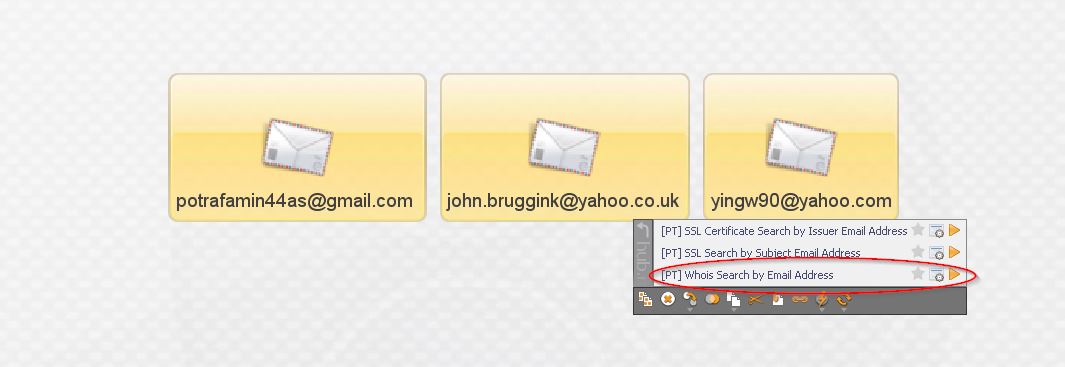 potrafamin44as@gmail.com
john.bruggink@yahoo.co.uk
yingw90@yahoo.com
[PT] SSL Certificate Search by Issuer Email Address
[PT] SSL Search by Subject Email Address
[PT] Whois Search by Email Address